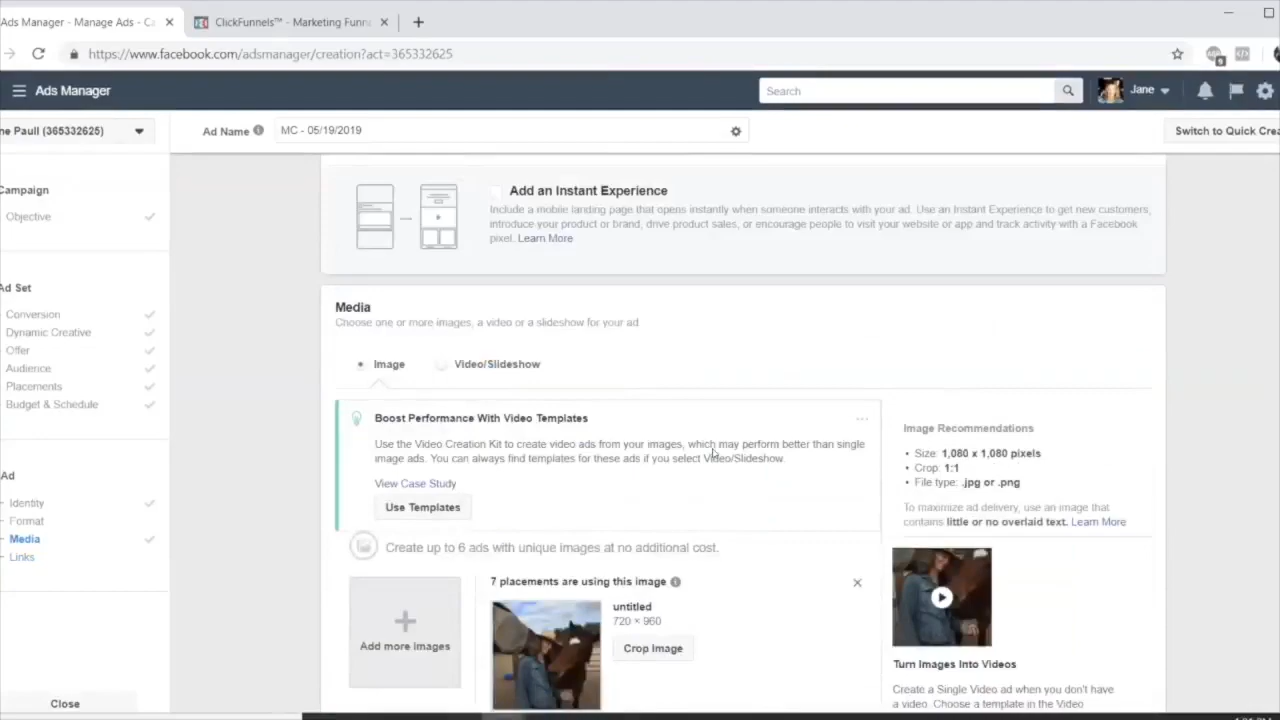 Ads Manager - Manage Ads - Ca
ClickFunnels™ - Marketing Funne
https://www.facebook.com/adsmanager/creation?act=365332625
Ads Manager
Search
Jane
ne Paull (365332625)
Ad Name
MC - 05/19/2019
Switch to Quick Crea
Campaign
Objective
Ad Set
Conversion
Dynamic Creative
Offer
Audience
Placements
Budget & Schedule
Ad
Identity
Format
Media
Links
Close
Add an Instant Experience
Include a mobile landing page that opens instantly when someone interacts with your ad. Use an Instant Experience to get new customers,
introduce your product or brand, drive product sales, or encourage people to visit your website or app and track activity with a Facebook
pixel. Learn More
Media
Choose one or more images, a video or a slideshow for your ad
Image
Video/Slideshow
Boost Performance With Video Templates
Use the Video Creation Kit to create video ads from your images, which may perform better than single
image ads. You can always find templates for these ads if you select Video/Slideshow.
View Case Study
Use Templates
Create up to 6 ads with unique images at no additional cost.
Add more images
7 placements are using this image
untitled
720 × 960
Crop Image
Image Recommendations
• Size: 1,080 x 1,080 pixels
• Crop: 1:1
• File type: .jpg or .png
To maximize ad delivery, use an image that
contains little or no overlaid text. Learn More
Turn Images Into Videos
Create a Single Video ad when you don't have
a video. Choose a template in the Video